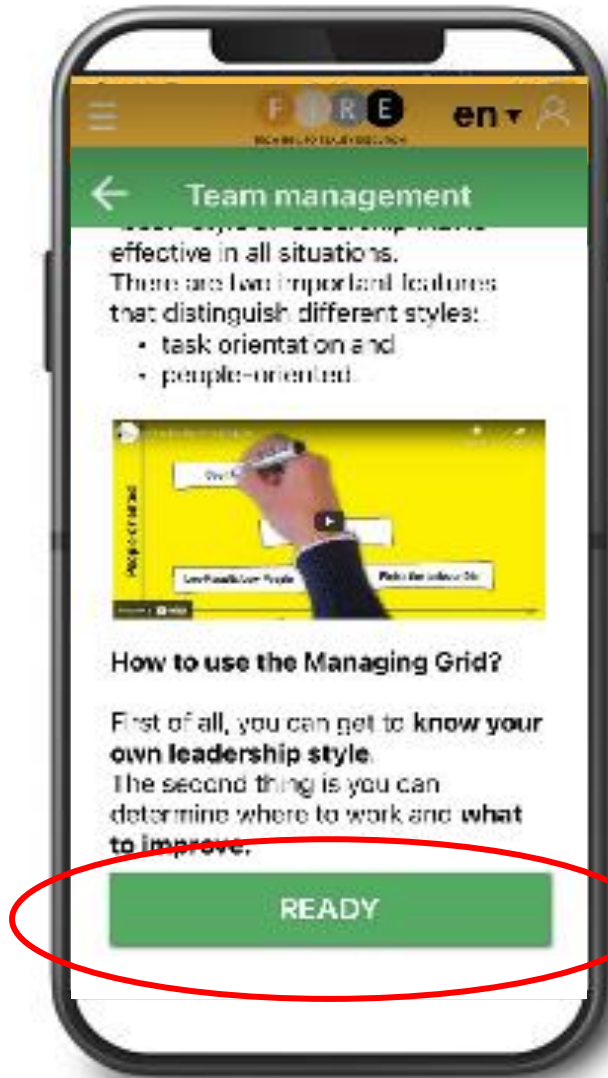 F I R E
en
Team management
effective in all situations.
There are two important features
that distinguish different styles:
• task orientation and
• people-oriented.
People oriented
How to use the Managing Grid?
First of all, you can get to know your
own leadership style.
The second thing is you can
determine where to work and what
to improve.
READY